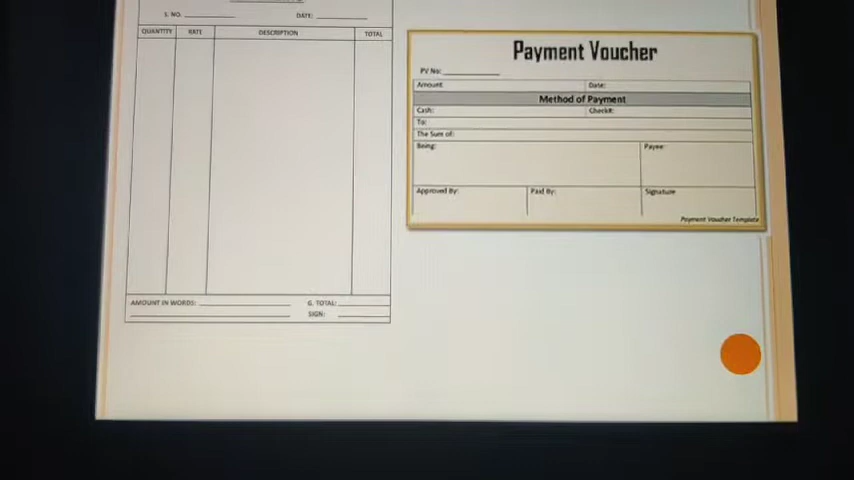 S. NO. DATE:
QUANTITY RATE DESCRIPTION TOTAL
AMOUNT IN WORDS: G. TOTAL:
SIGN:
Payment Voucher
PV No:
Amount: Date:
Method of Payment
Cash: Check#:
To:
The Sum of:
Being: Payee:
Approved By: Paid By: Signature
Payment Voucher Template